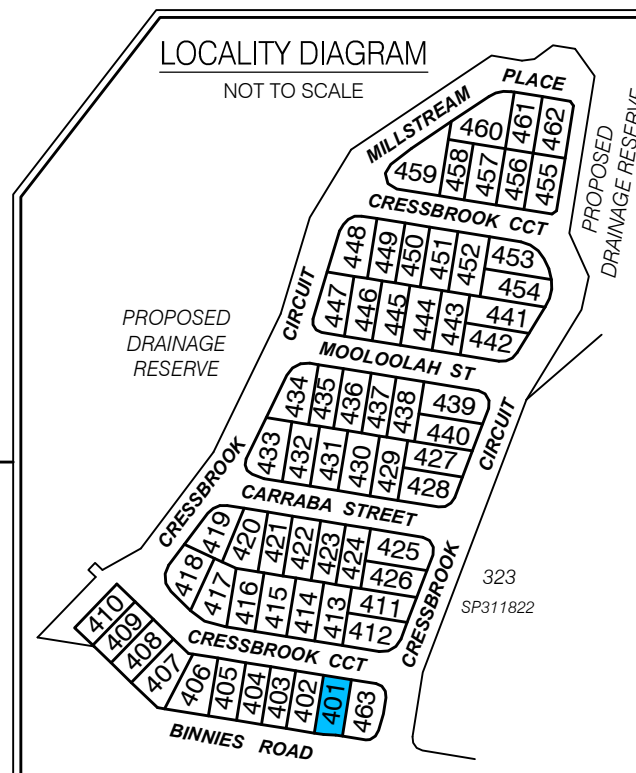 LOCALITY DIAGRAM
NOT TO SCALE
MILLSTREAM PLACE
460 461 462
459 458 457 456 455
PROPOSED
DRAINAGE RESERVE
CRESSBROOK CCT
448 449 450 451 452 453
454
447 446 445 444 443 441
442
CIRCUIT
PROPOSED
DRAINAGE
RESERVE
MOOLOOLAH ST
434 435 436 437 438 439
440
433 432 431 430 429 427
428
CIRCUIT
CRESSBROOK
CARRABA STREET
419 420 421 422 423 424 425
426
418 417 416 415 414 413 411
412
CRESSBROOK
323
SP311822
CRESSBROOK CCT
410
409
408
407
406 405 404 403 402 401 463
BINNIES ROAD